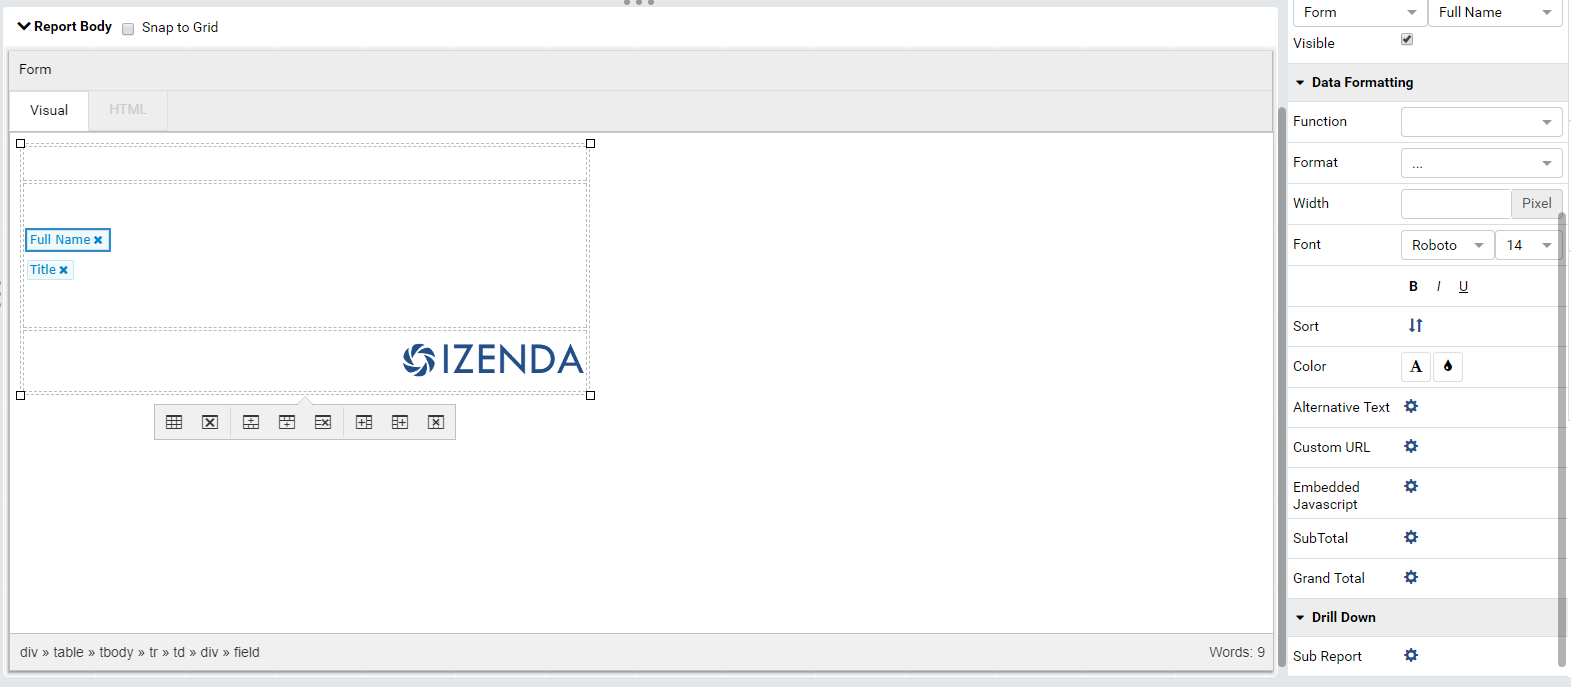 Report Body Snap to Grid
Form
Visual HTML
Full Name
Title
IZENDA
div » table » tbody » tr » td » div » field Words: 9
Form Full Name
Visible
Data Formatting
Function
Format ...
Width Pixel
Font Roboto 14
B I U
Sort
Color A
Alternative Text
Custom URL
Embedded
Javascript
SubTotal
Grand Total
Drill Down
Sub Report